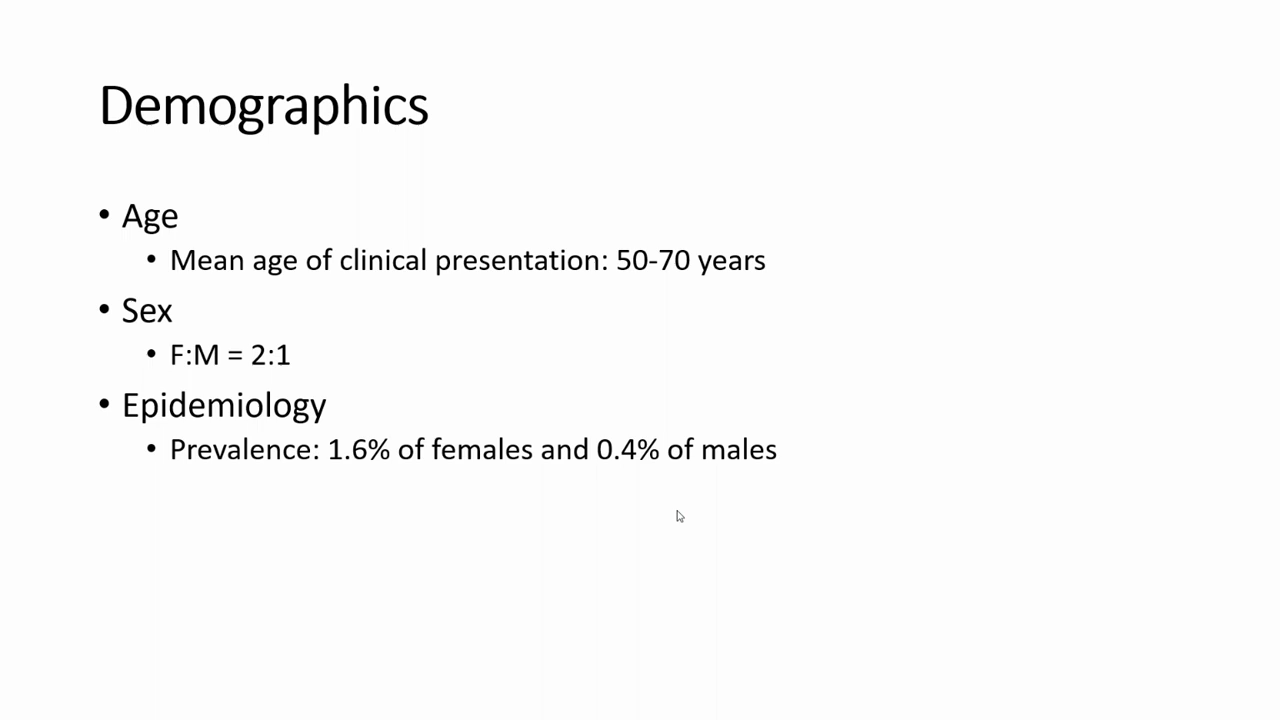 Demographics
• Age
• Mean age of clinical presentation: 50-70 years
• Sex
• F:M = 2:1
• Epidemiology
• Prevalence: 1.6% of females and 0.4% of males